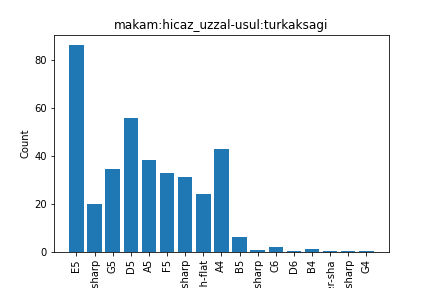 makam:hicaz_uzzal-usul:turkaksagi
80
60
40
20
0
Count
E5
sharp
G5
D5
A5
F5
sharp
h-flat
A4
B5
sharp
C6
D6
B4
er-sha
sharp
G4